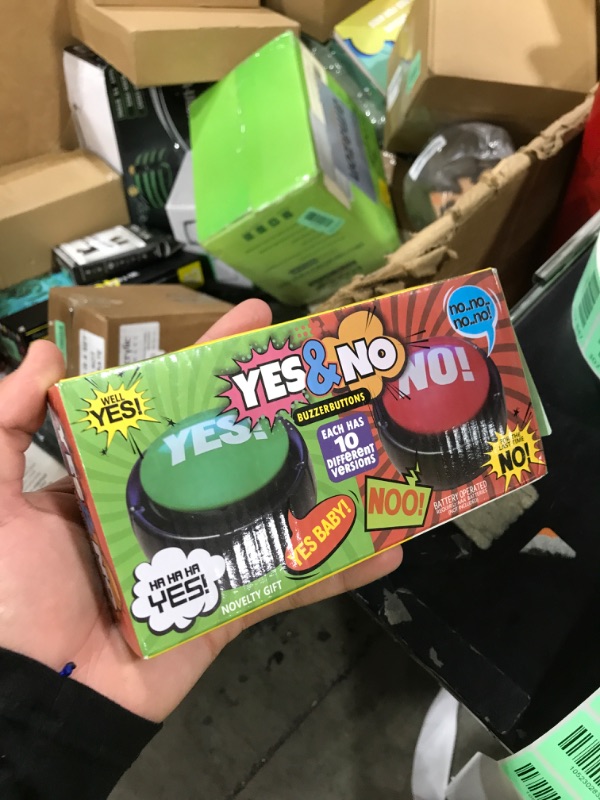 WELL
YES!
YES & NO
BUZZERBUTTONS
no..no..
no..no!
YES!
NO!
EACH HAS
10
DIFFERENT
VERSIONS
NO!
YES BABY!
NOO!
BATTERY OPERATED
HA HA HA
YES!
NOVELTY GIFT